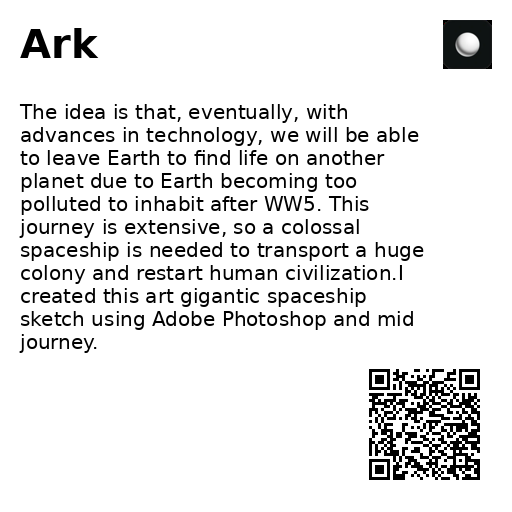 Ark
The idea is that, eventually, with
advances in technology, we will be able
to leave Earth to find life on another
planet due to Earth becoming too
polluted to inhabit after WW5. This
journey is extensive, so a colossal
spaceship is needed to transport a huge
colony and restart human civilization.I
created this art gigantic spaceship
sketch using Adobe Photoshop and mid
journey.